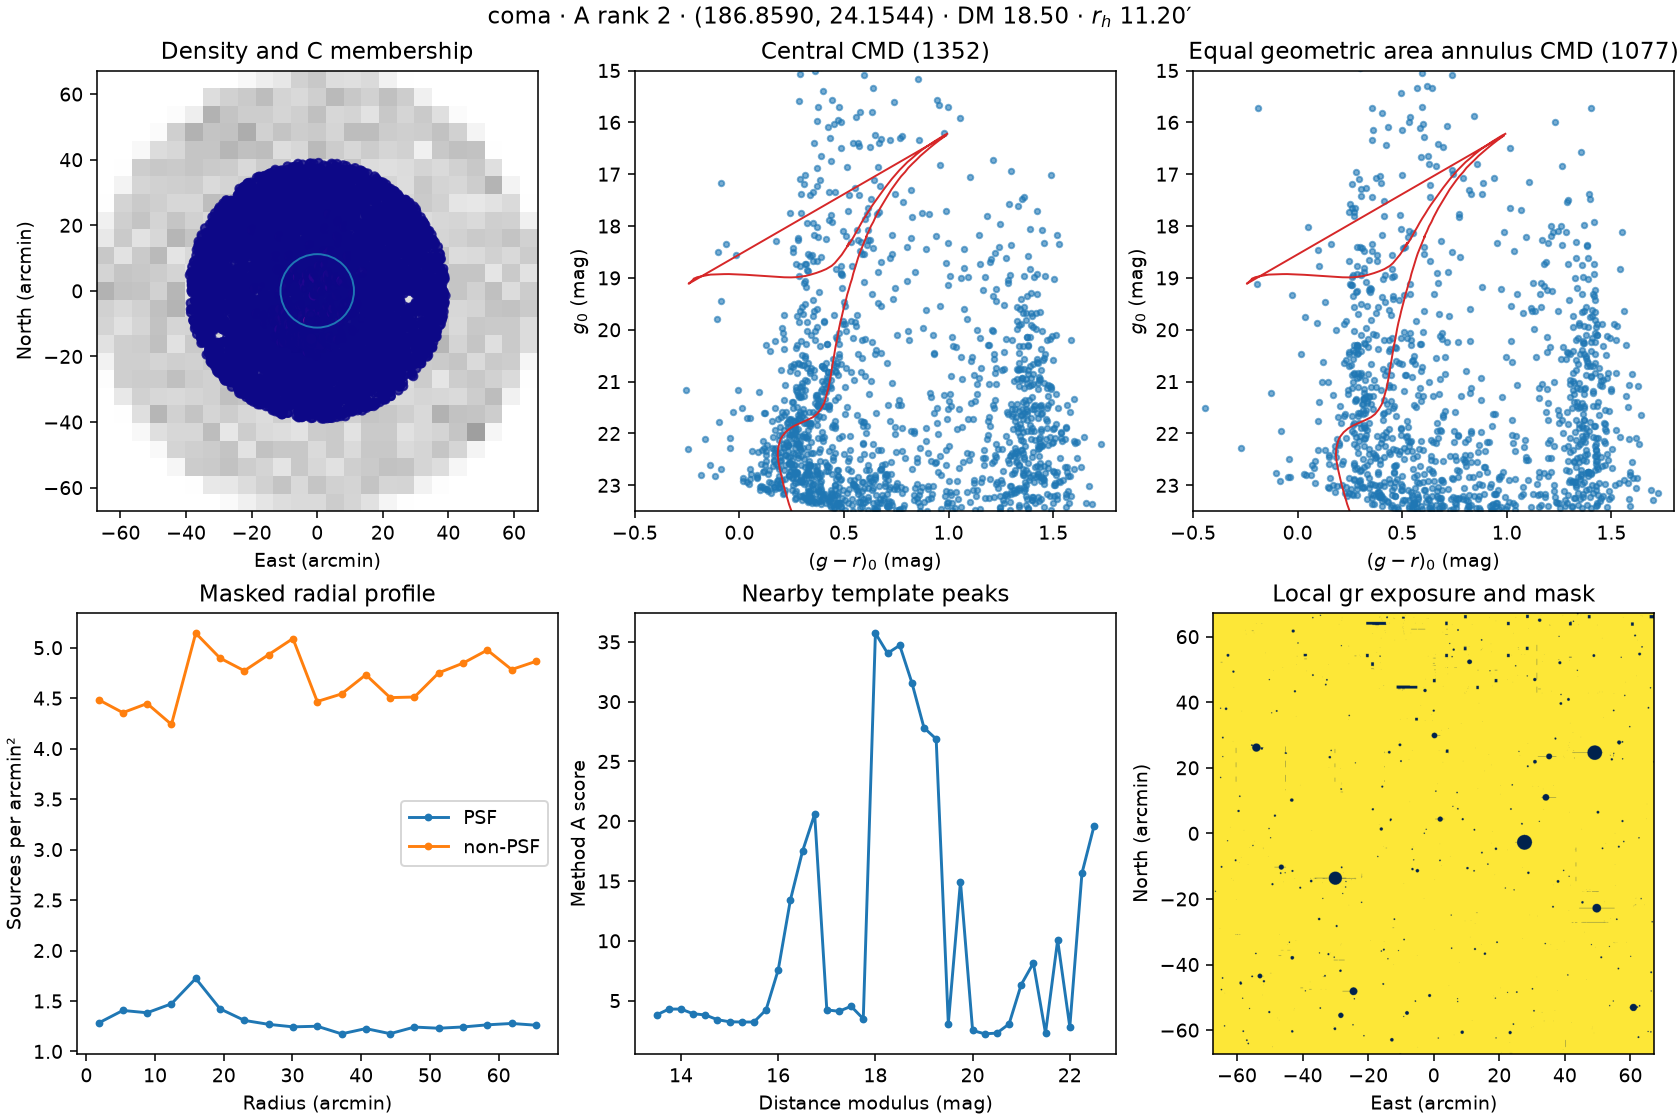 coma · A rank 2 · (186.8590, 24.1544) · DM 18.50 · rₕ 11.20′
Density and C membership
60
40
20
0
−20
−40
−60
North (arcmin)
−60 −40 −20 0 20 40 60
East (arcmin)
Central CMD (1352)
15
16
17
18
19
20
21
22
23
g₀ (mag)
−0.5 0.0 0.5 1.0 1.5
(g − r)₀ (mag)
Equal geometric area annulus CMD (1077)
15
16
17
18
19
20
21
22
23
g₀ (mag)
−0.5 0.0 0.5 1.0 1.5
(g − r)₀ (mag)
Masked radial profile
5.0
4.5
4.0
3.5
3.0
2.5
2.0
1.5
1.0
Sources per arcmin²
PSF
non-PSF
0 10 20 30 40 50 60
Radius (arcmin)
Nearby template peaks
35
30
25
20
15
10
5
Method A score
14 16 18 20 22
Distance modulus (mag)
Local gr exposure and mask
60
40
20
0
−20
−40
−60
North (arcmin)
−60 −40 −20 0 20 40 60
East (arcmin)